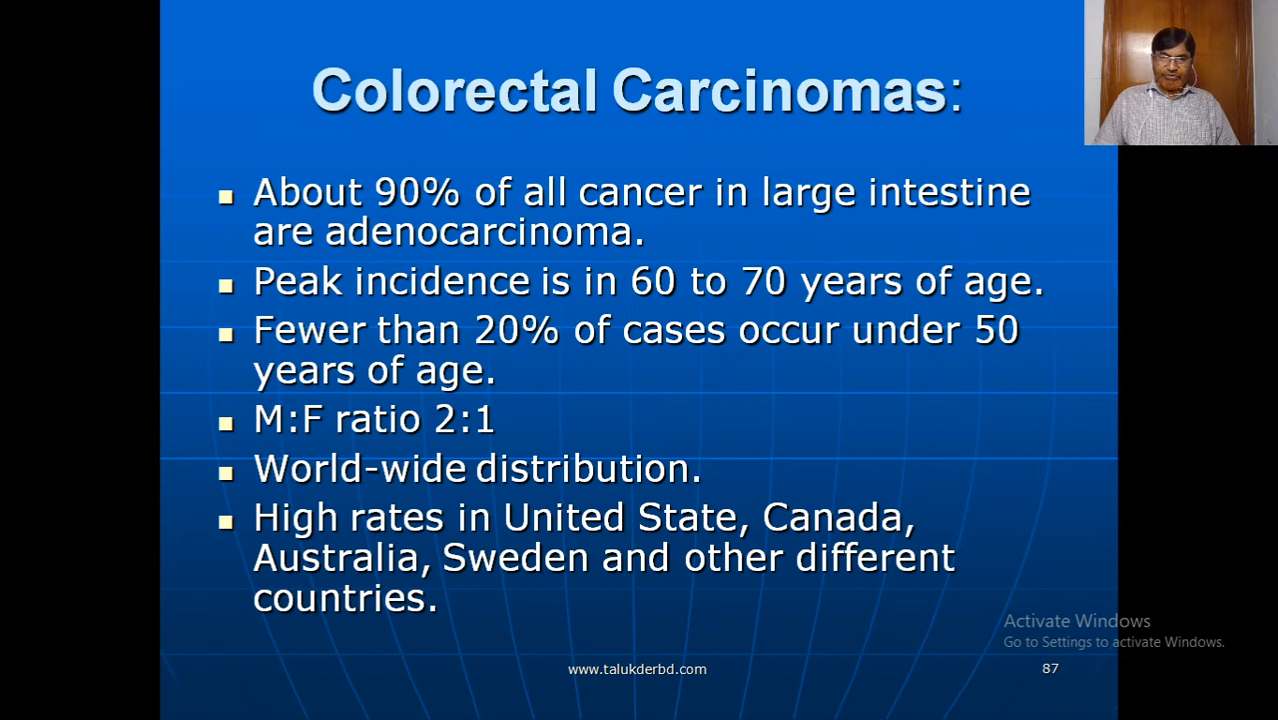 Colorectal Carcinomas:
About 90% of all cancer in large intestine
are adenocarcinoma.
Peak incidence is in 60 to 70 years of age.
Fewer than 20% of cases occur under 50
years of age.
M:F ratio 2:1
World-wide distribution.
High rates in United State, Canada,
Australia, Sweden and other different
countries.
Activate Windows
Go to Settings to activate Windows.
www.talukderbd.com
87